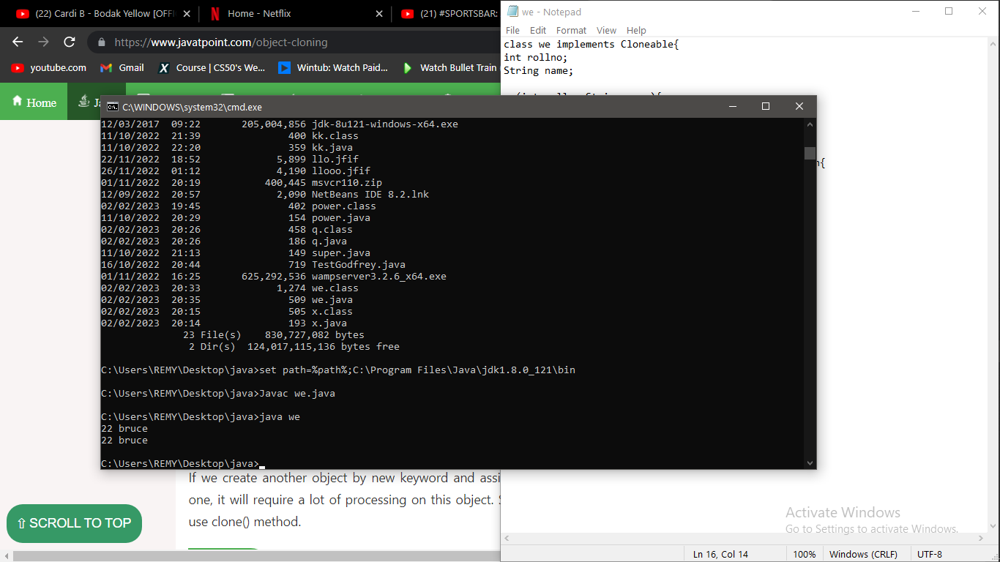 (22) Cardi B - Bodak Yellow [OFFI
Home - Netflix
(21) #SPORTSBAR:
https://www.javatpoint.com/object-cloning
youtube.com
Gmail
Course | CS50's We...
Wintub: Watch Paid...
Watch Bullet Train
Home
Ja
we - Notepad
File Edit Format View Help
class we implements Cloneable{
int rollno;
String name;
n{
C:\WINDOWS\system32\cmd.exe
12/03/2017  09:22       205,004,856 jdk-8u121-windows-x64.exe
11/10/2022  21:39               400 kk.class
11/10/2022  22:20               359 kk.java
22/11/2022  18:52             5,899 llo.jfif
26/11/2022  01:12             4,190 llooo.jfif
01/11/2022  20:19           400,445 msvcr110.zip
12/09/2022  20:57             2,090 NetBeans IDE 8.2.lnk
02/02/2023  19:45               402 power.class
11/10/2022  20:29               154 power.java
02/02/2023  20:26               458 q.class
02/02/2023  20:26               186 q.java
11/10/2022  21:13               149 super.java
16/10/2022  20:44               719 TestGodfrey.java
01/11/2022  16:25       625,292,536 wampserver3.2.6_x64.exe
02/02/2023  20:33             1,274 we.class
02/02/2023  20:35               509 we.java
02/02/2023  20:15               505 x.class
02/02/2023  20:14               193 x.java
23 File(s)    830,727,082 bytes
2 Dir(s)  124,017,115,136 bytes free
C:\Users\REMY\Desktop\java>set path=%path%;C:\Program Files\Java\jdk1.8.0_121\bin
C:\Users\REMY\Desktop\java>Javac we.java
C:\Users\REMY\Desktop\java>java we
22 bruce
22 bruce
C:\Users\REMY\Desktop\java>
If we create another object by new keyword and assi
one, it will require a lot of processing on this object. S
use clone() method.
⇧ SCROLL TO TOP
Activate Windows
Go to Settings to activate Windows.
Ln 16, Col 14
100%
Windows (CRLF)
UTF-8